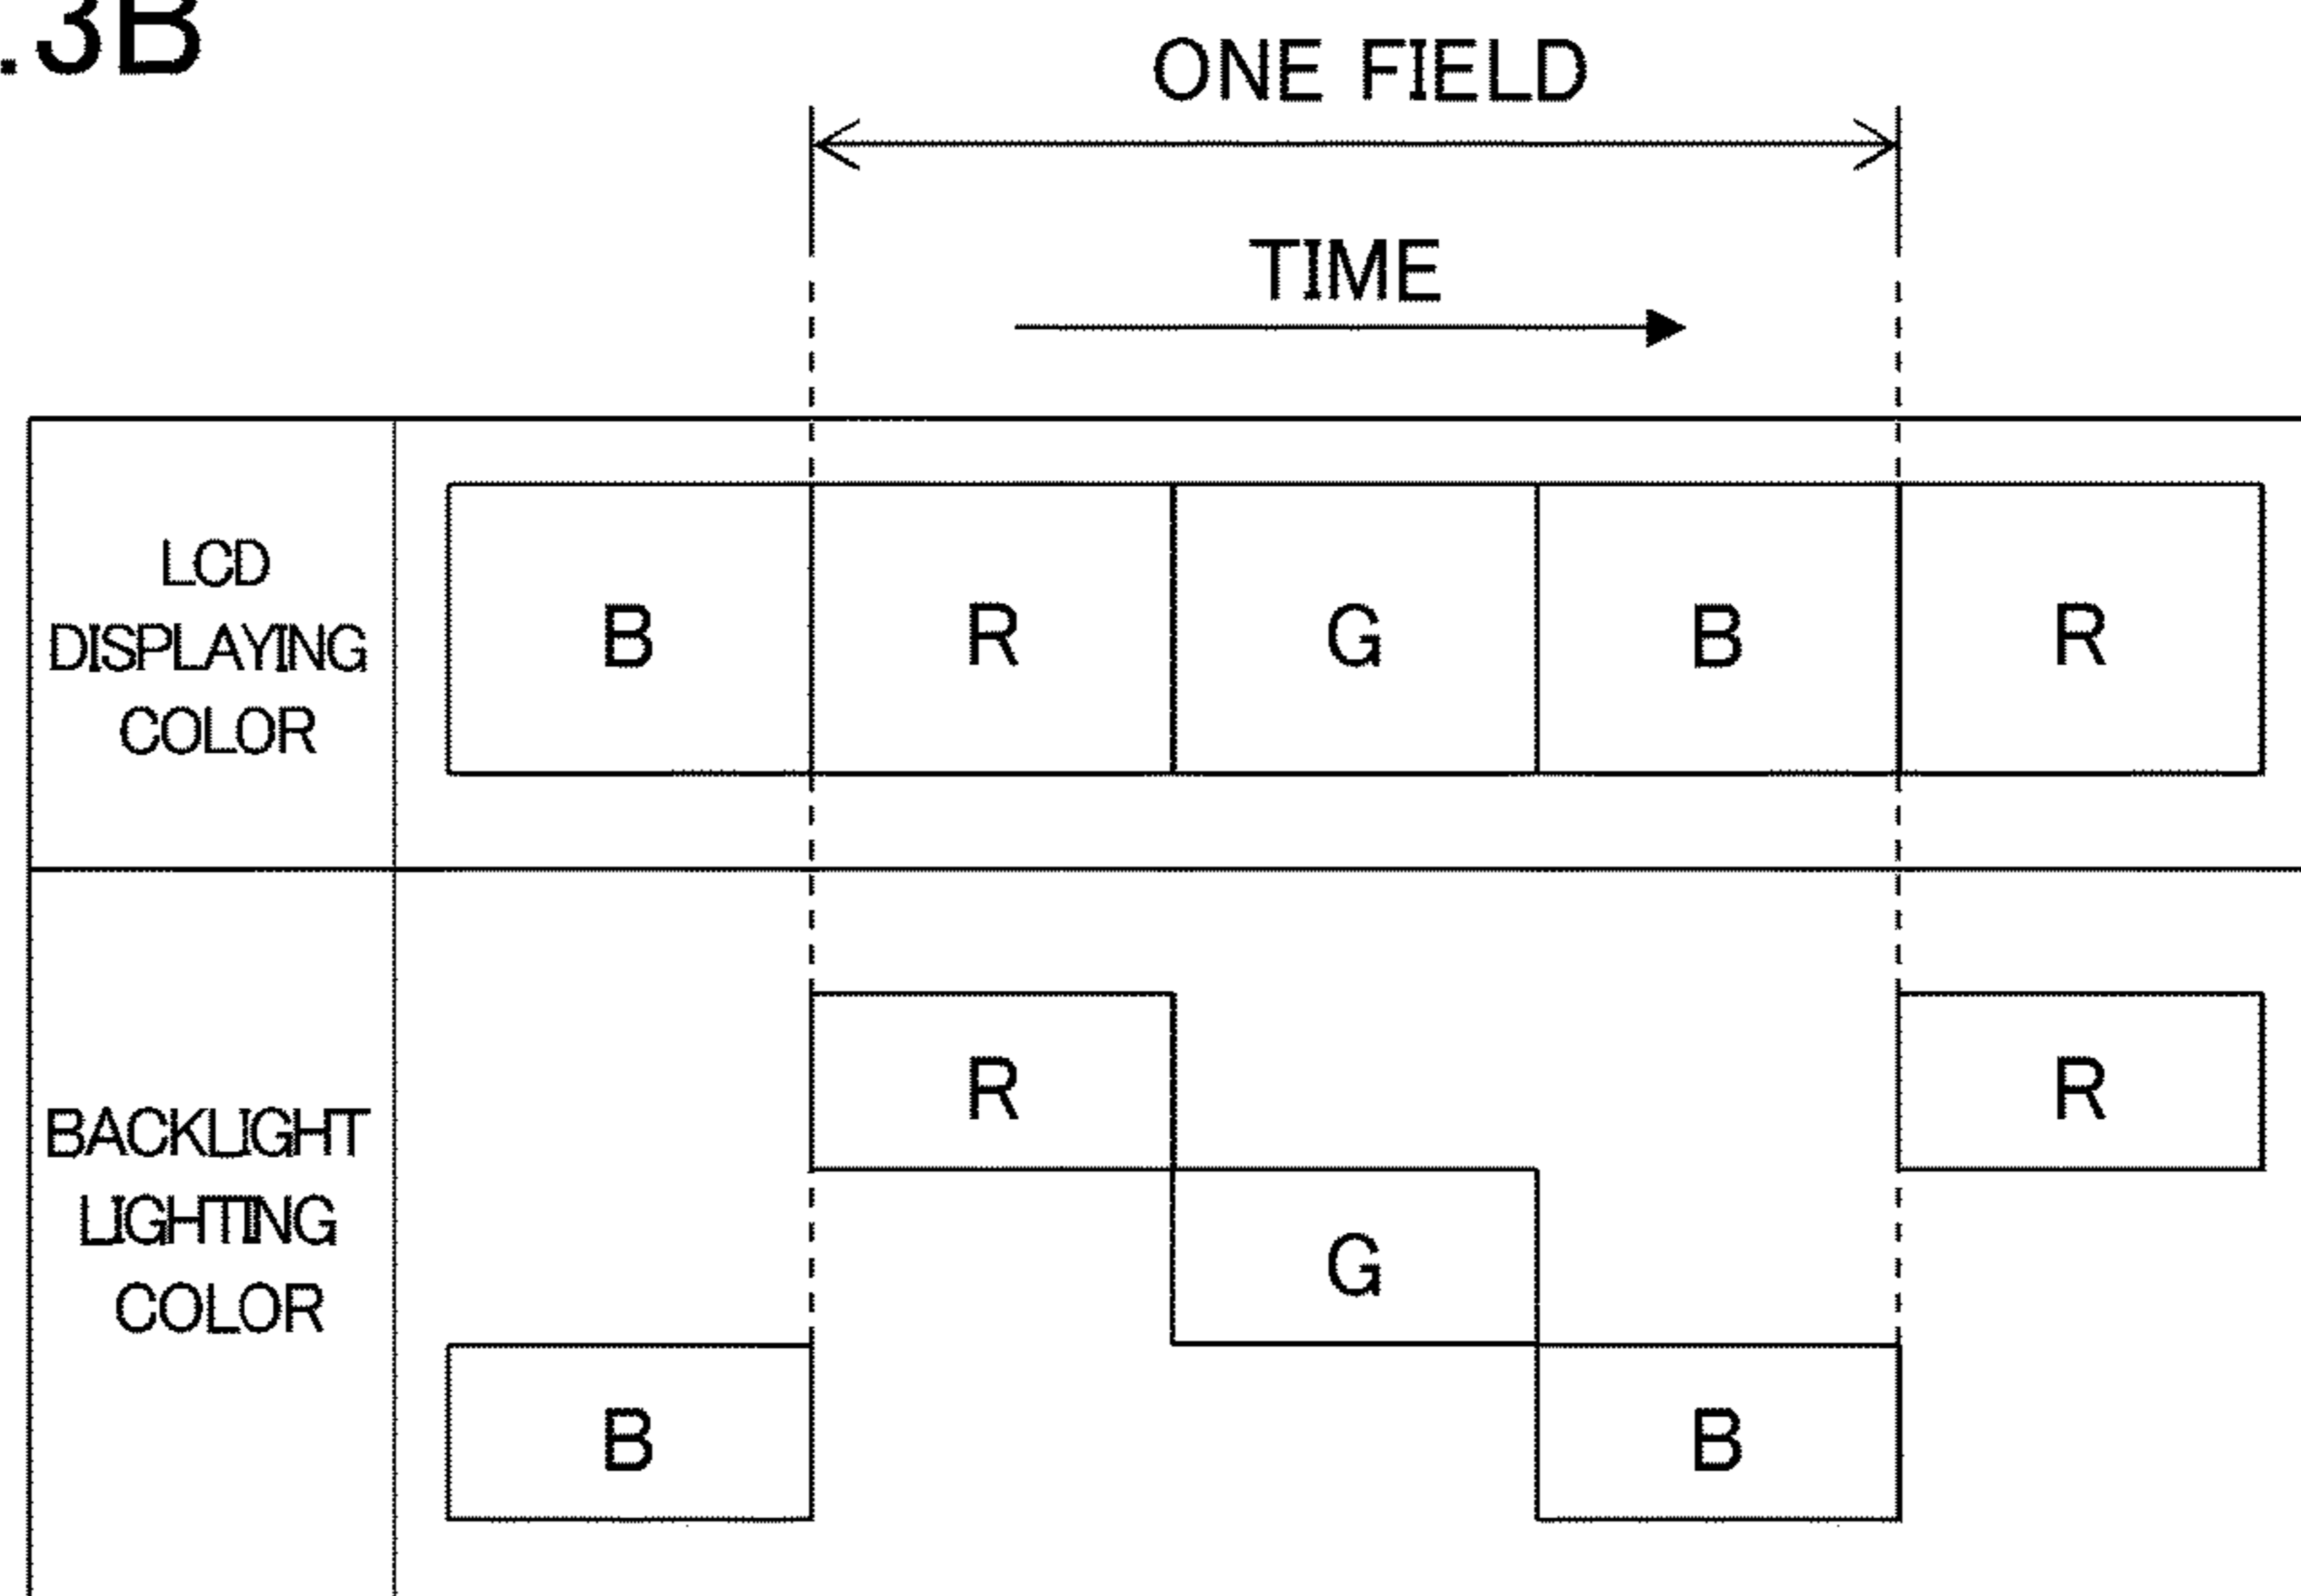 .3B
ONE FIELD
TIME
LCD
DISPLAYING
COLOR
B R G B R
BACKLIGHT
LIGHTING
COLOR
R R
G
B B